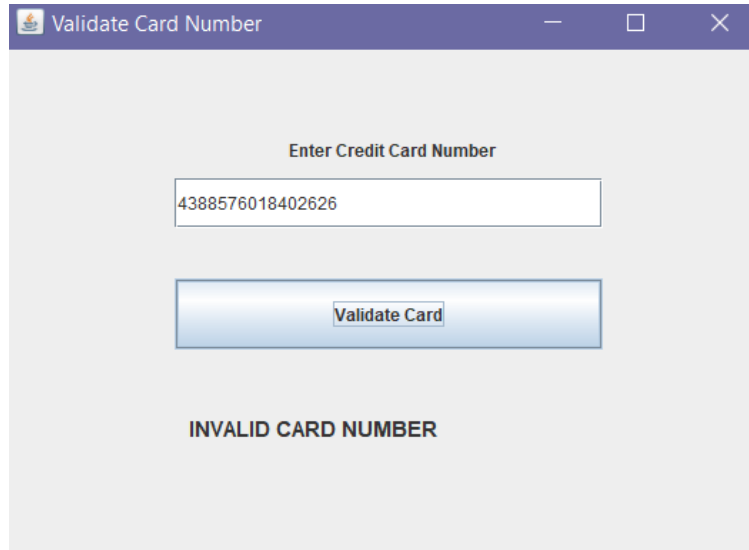 Validate Card Number
Enter Credit Card Number
4388576018402626
Validate Card
INVALID CARD NUMBER